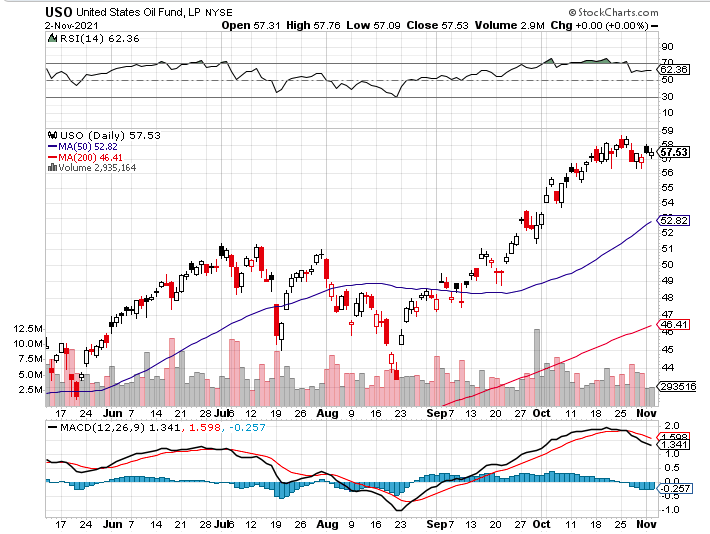 USO United States Oil Fund, LP NYSE © StockCharts.com
2-Nov-2021 Open 57.31 High 57.76 Low 57.09 Close 57.53 Volume 2.9M Chg +0.00 (+0.00%)
RSI(14) 62.36
90
70
62.36
50
30
10
USO (Daily) 57.53
MA(50) 52.82
MA(200) 46.41
Volume 2,935,164
59
58
57.53
57
56
55
54
53
52.82
52
51
50
49
48
47
46.41
46
45
44
12.5M
10.0M
7.5M
5.0M
2.5M
2935164
17 24 Jun 7 14 21 28 Jul 6 12 19 26 Aug 9 16 23 Sep 7 13 20 27 Oct 11 18 25 Nov
MACD(12,26,9) 1.341, 1.598, -0.257
2.0
1.598
1.341
1.0
0.5
0.0
-0.257
-0.5
-1.0
17 24 Jun 7 14 21 28 Jul 6 12 19 26 Aug 9 16 23 Sep 7 13 20 27 Oct 11 18 25 Nov